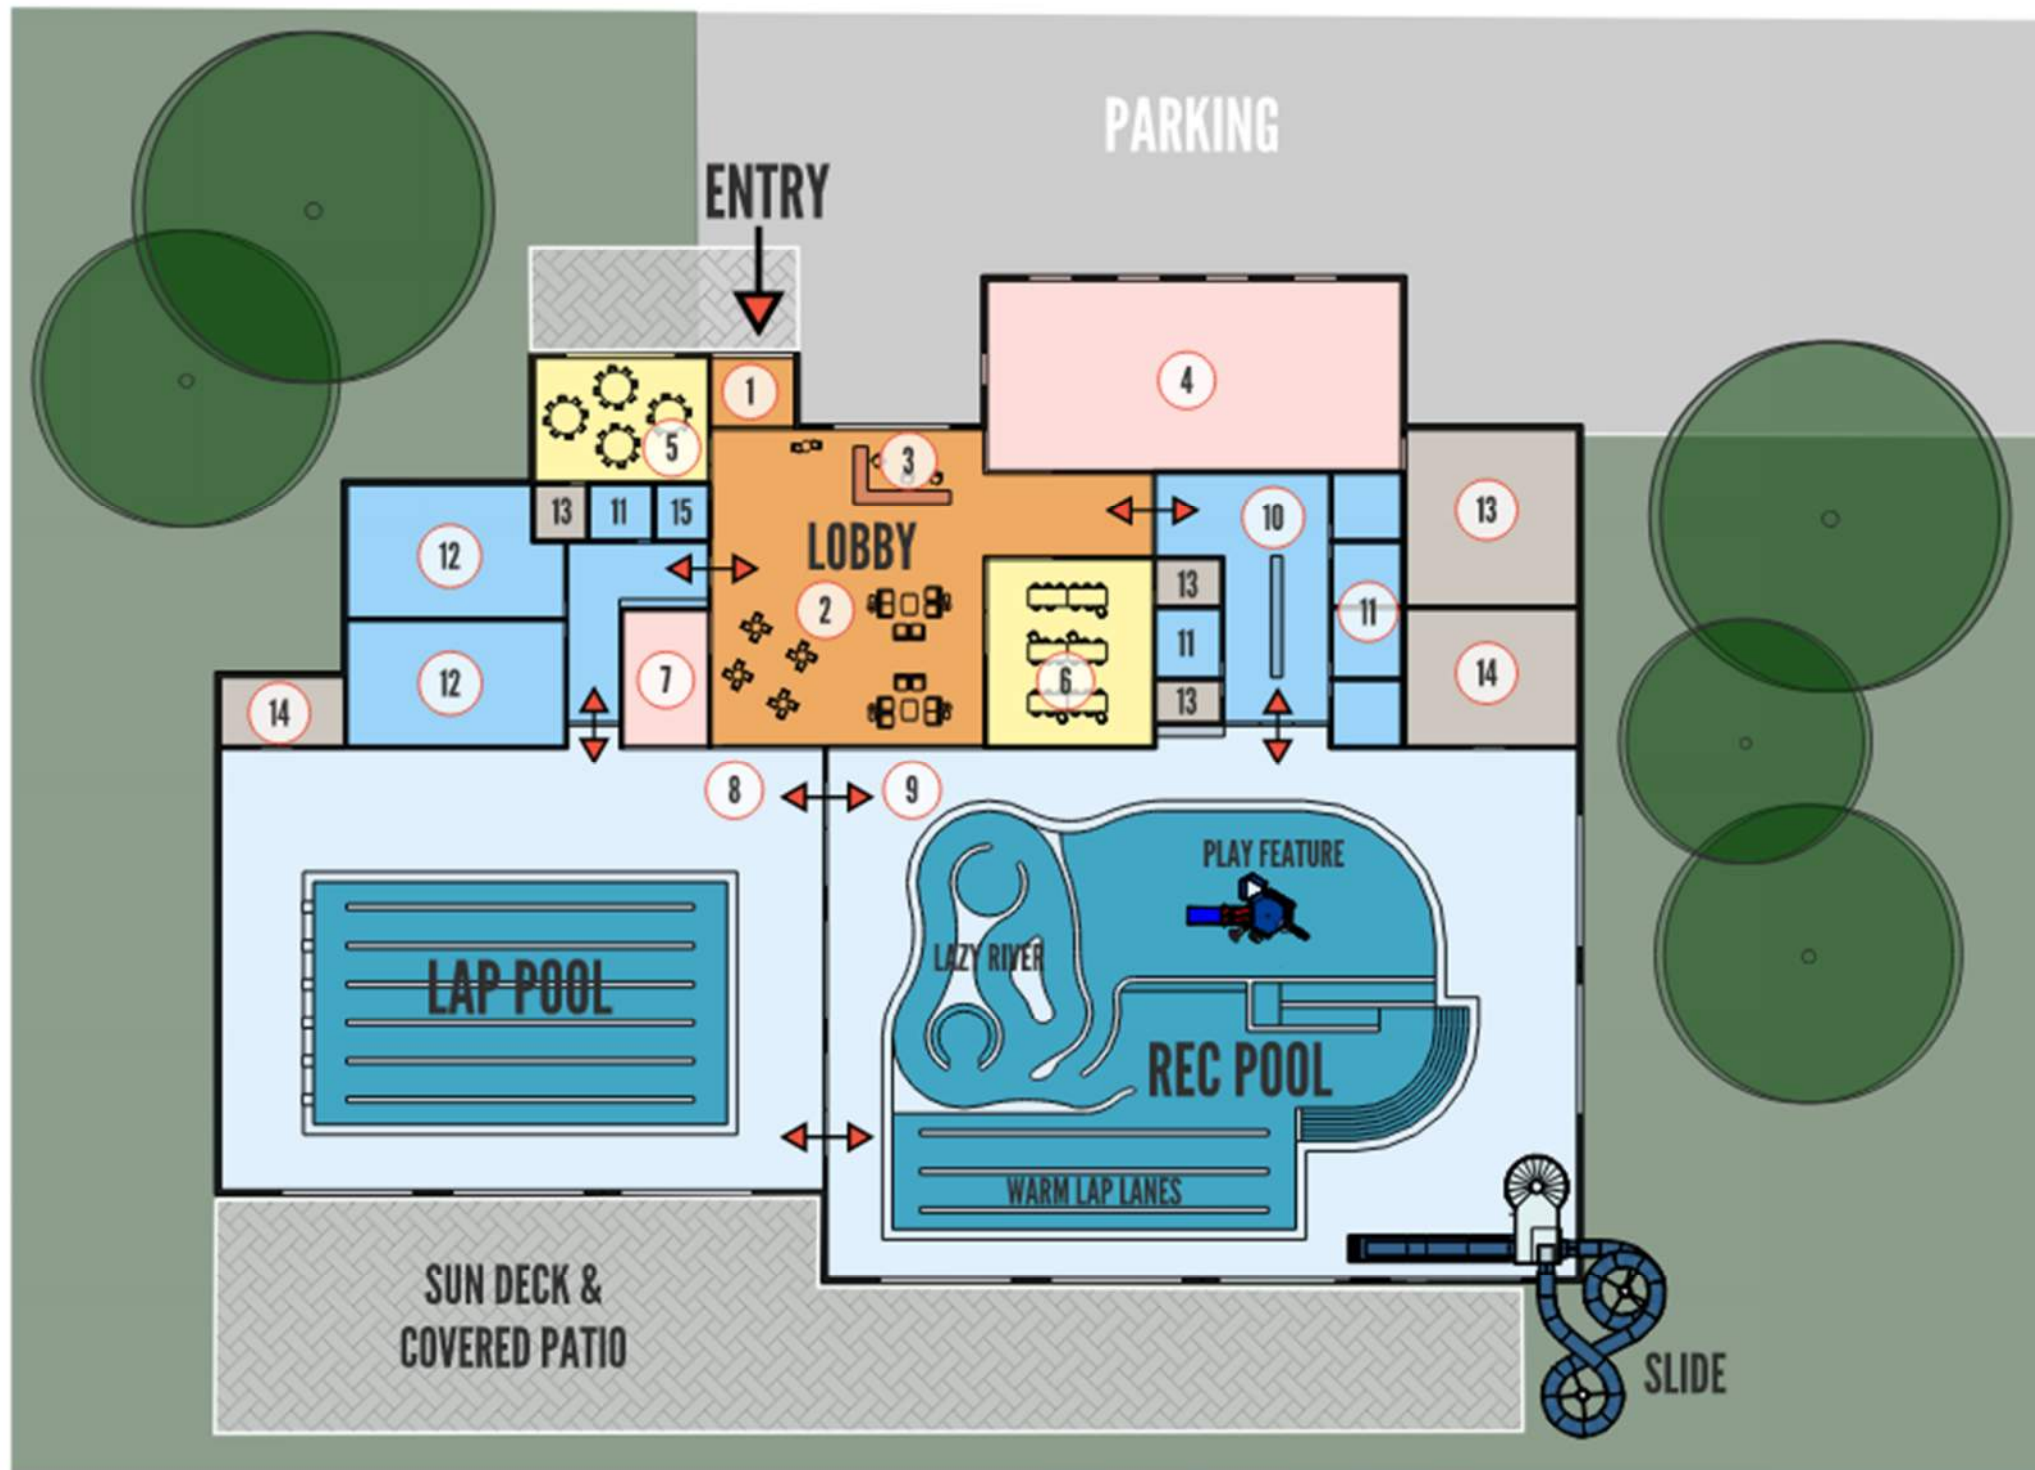 PARKING
ENTRY
1
4
5
3
13
11
15
10
13
12
LOBBY
2
13
11
11
12
7
6
13
14
14
8
9
PLAY FEATURE
LAZY RIVER
LAP POOL
REC POOL
WARM LAP LANES
SUN DECK &
COVERED PATIO
SLIDE